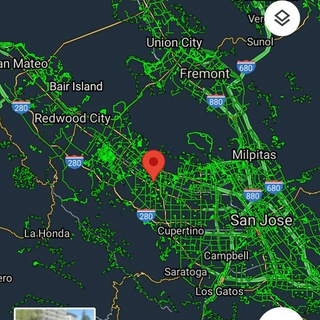 Ver
Sunol
Union City
an Mateo
680
Fremont
Bair Island
280
880
Redwood City
280
Milpitas
680
880
280
San Jose
La Honda
Cupertino
Campbell
Saratoga
ero
Los Gatos